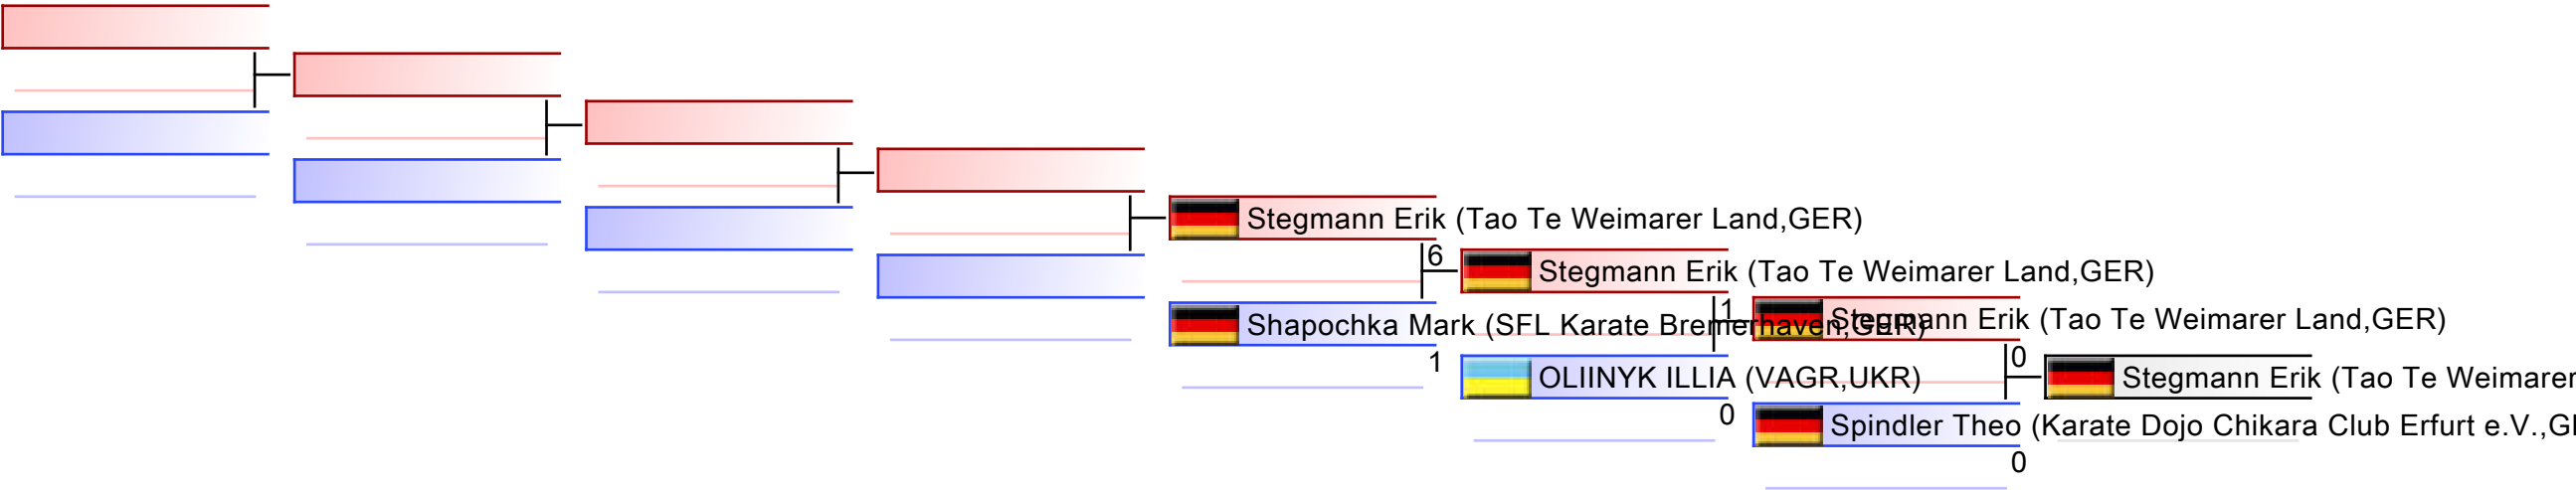 Stegmann Erik (Tao Te Weimarer Land,GER)
6
Stegmann Erik (Tao Te Weimarer Land,GER)
Shapochka Mark (SFL Karate Bremerhaven,GER)
1
1
Stegmann Erik (Tao Te Weimarer Land,GER)
OLIINYK ILLIA (VAGR,UKR)
0
0
Stegmann Erik (Tao Te Weimarer
Spindler Theo (Karate Dojo Chikara Club Erfurt e.V.,G
0